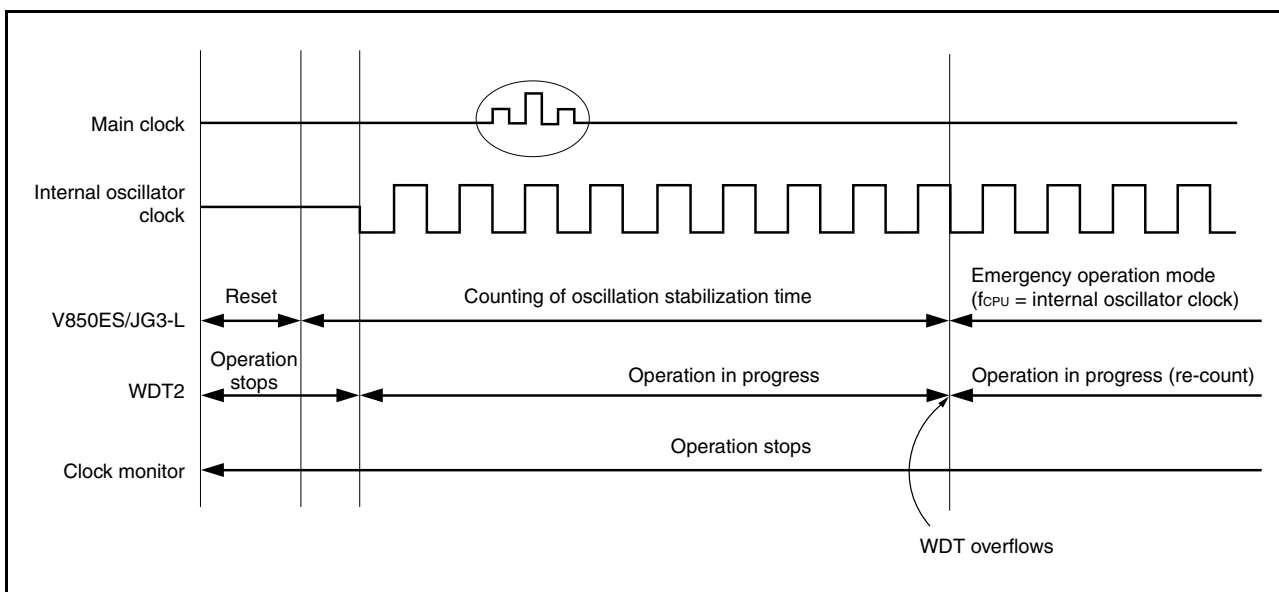 Main clock
Internal oscillator
clock
Emergency operation mode
(fCPU = internal oscillator clock)
Reset
Counting of oscillation stabilization time
V850ES/JG3-L
Operation
stops
WDT2
Operation in progress
Operation in progress (re-count)
Clock monitor
Operation stops
WDT overflows